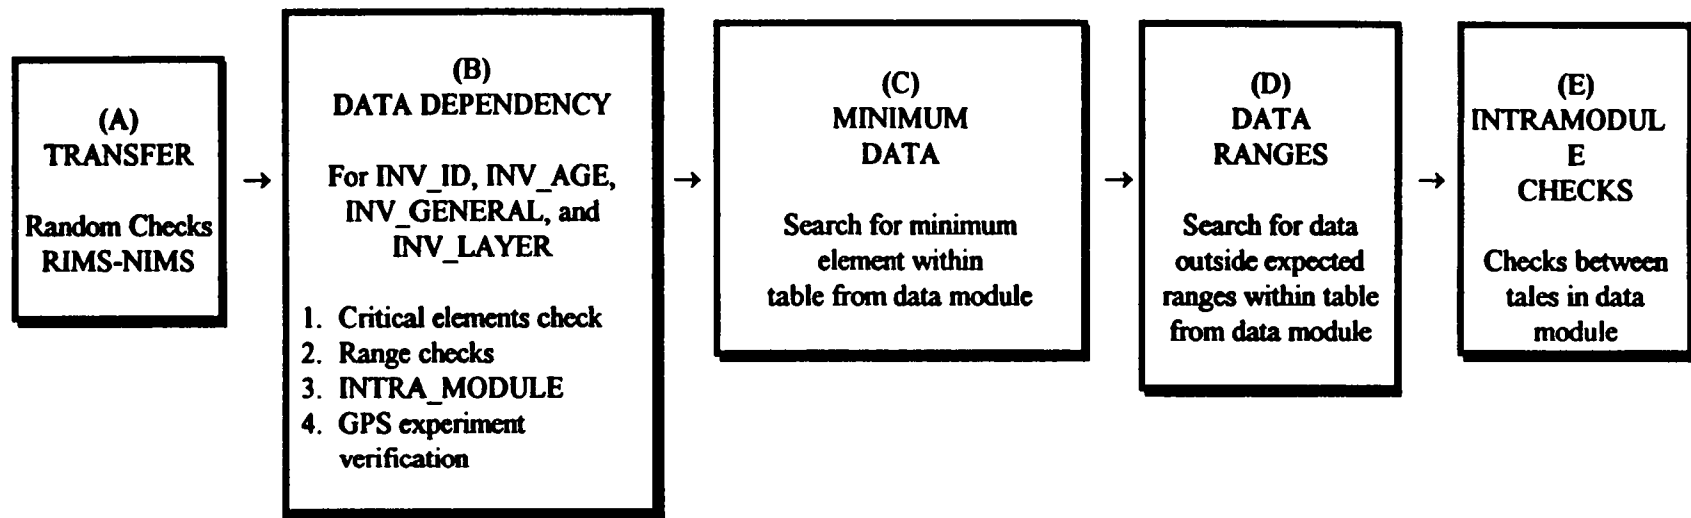 (A)
TRANSFER
Random Checks
RIMS-NIMS
→
(B)
DATA DEPENDENCY
For INV_ID, INV_AGE,
INV_GENERAL, and
INV_LAYER
1. Critical elements check
2. Range checks
3. INTRA_MODULE
4. GPS experiment
verification
→
(C)
MINIMUM
DATA
Search for minimum
element within
table from data module
→
(D)
DATA
RANGES
Search for data
outside expected
ranges within table
from data module
→
(E)
INTRAMODUL
E
CHECKS
Checks between
tales in data
module